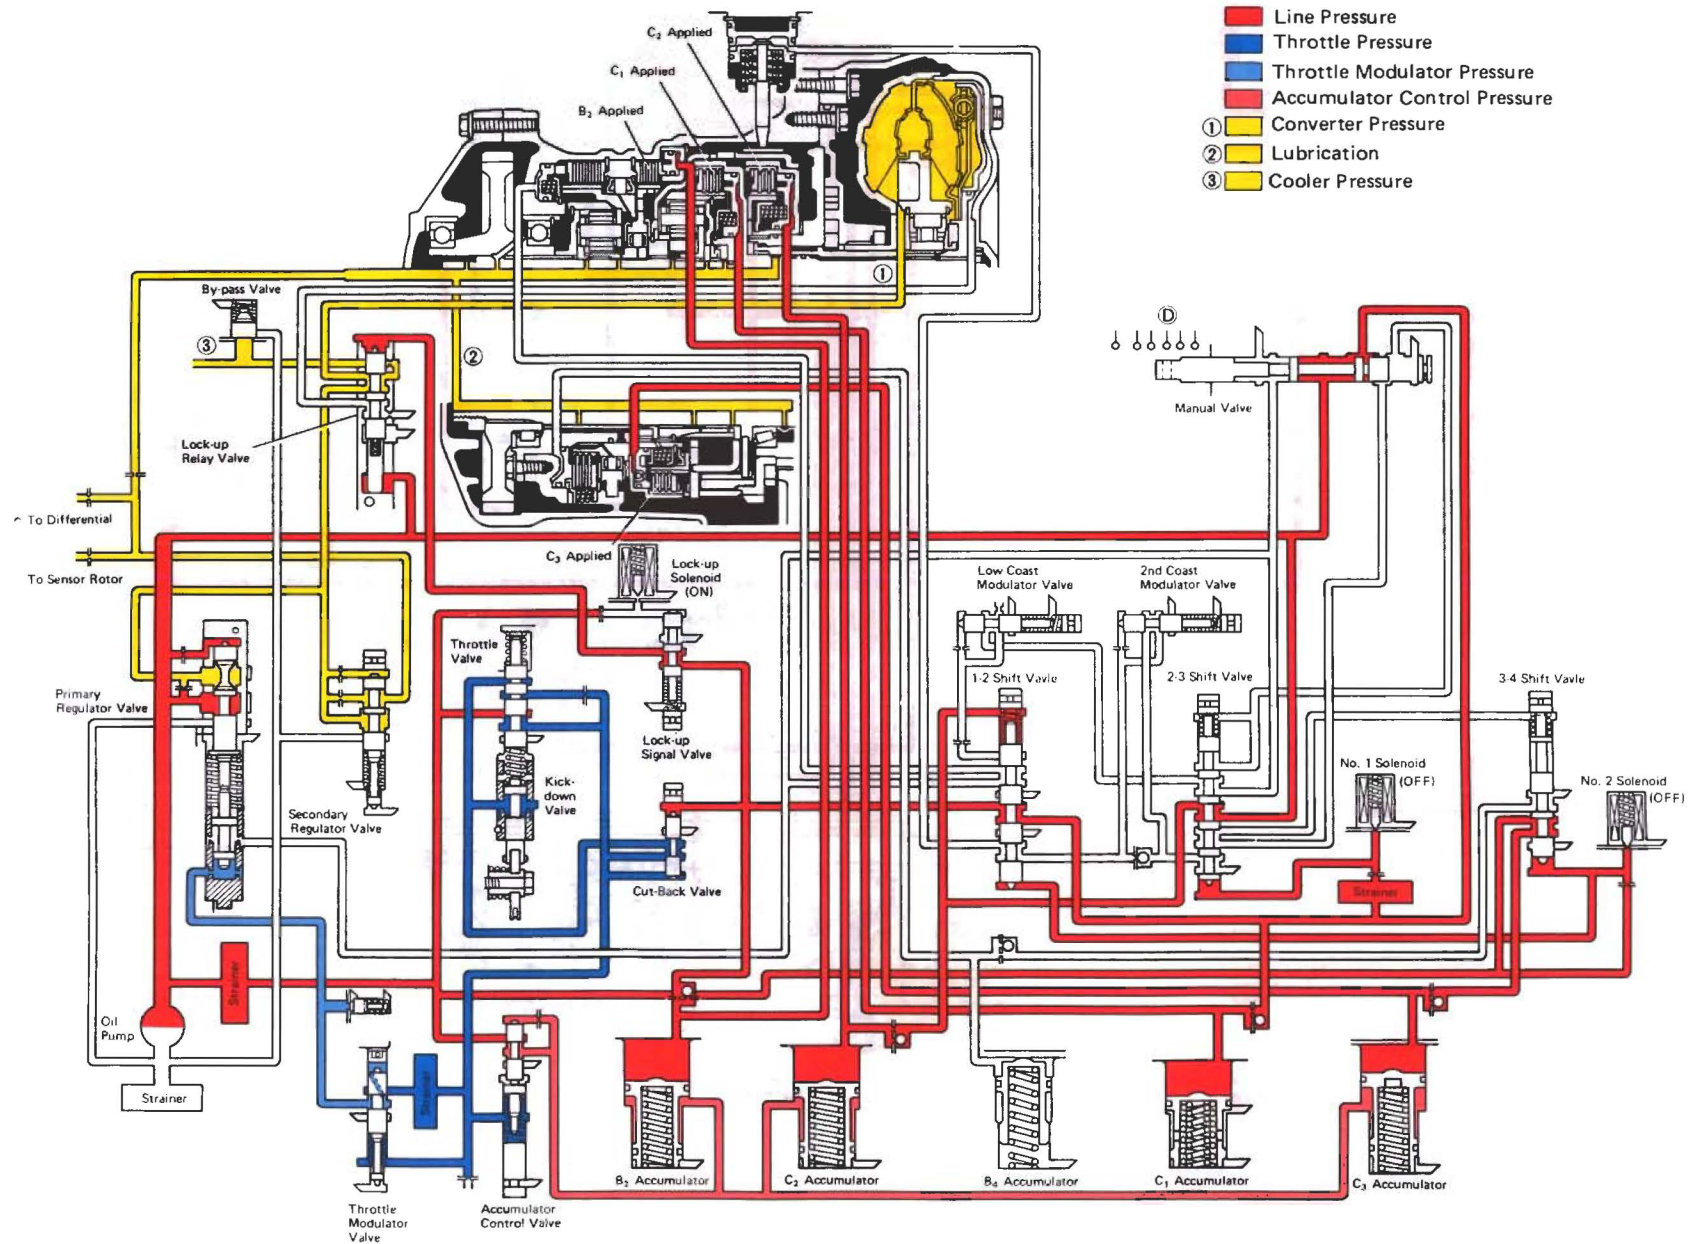 Line Pressure
Throttle Pressure
Throttle Modulator Pressure
Accumulator Control Pressure
① Converter Pressure
② Lubrication
③ Cooler Pressure
C₂ Applied
C₁ Applied
B₂ Applied
①
By-pass Valve
③
②
Ⓓ
Manual Valve
Lock-up
Relay Valve
To Differential
To Sensor Rotor
C₃ Applied
Lock-up
Solenoid
(ON)
Low Coast
Modulator Valve
2nd Coast
Modulator Valve
Throttle
Valve
Primary
Regulator Valve
1-2 Shift Vavle
2-3 Shift Valve
3-4 Shift Vavle
Lock-up
Signal Valve
No. 1 Solenoid
(OFF)
No. 2 Solenoid
(OFF)
Kick-
down
Valve
Secondary
Regulator Valve
Cut-Back Valve
Strainer
Strainer
Oil
Pump
Strainer
Strainer
B₂ Accumulator
C₂ Accumulator
B₄ Accumulator
C₁ Accumulator
C₃ Accumulator
Throttle
Modulator
Valve
Accumulator
Control Valve